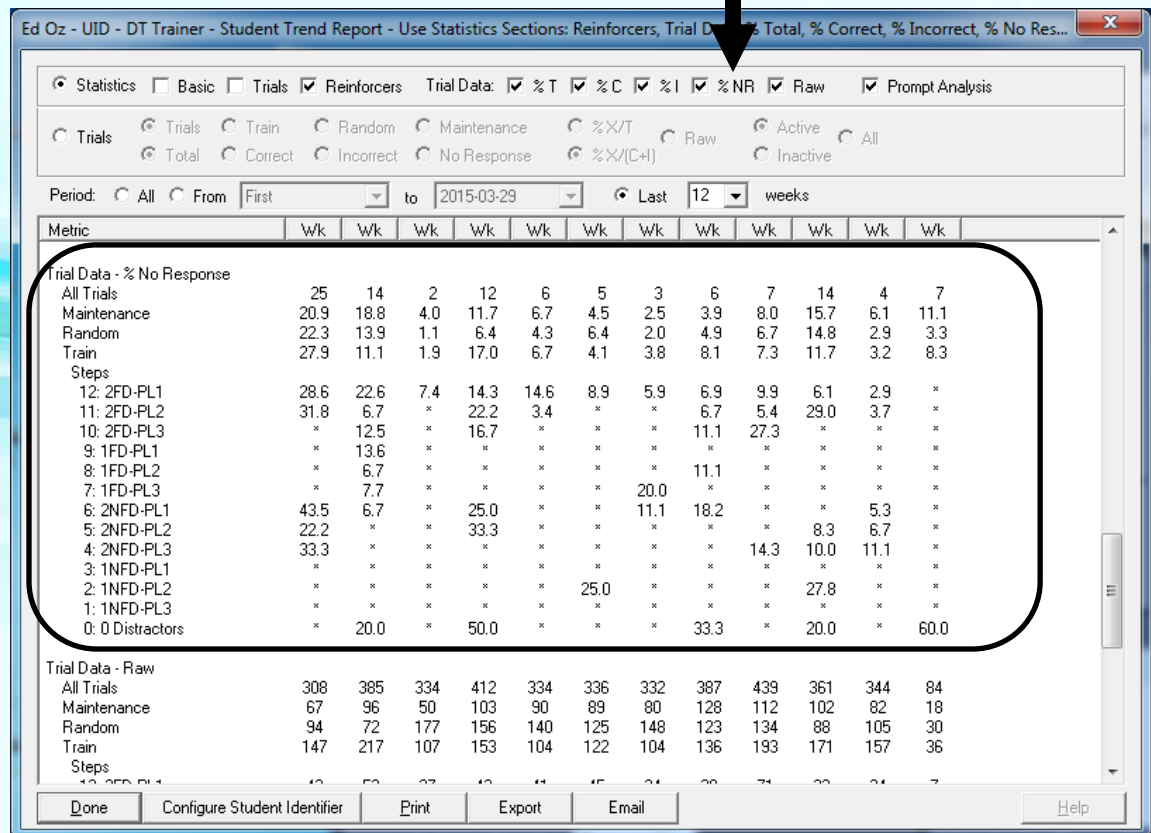 Ed Oz - UID - DT Trainer - Student Trend Report - Use Statistics Sections: Reinforcers, Trial D % Total, % Correct, % Incorrect, % No Res...
Statistics Basic Trials Reinforcers Trial Data: % T % C % I % NR Raw Prompt Analysis
Trials Trials Train Random Maintenance % X/T Raw Active All
Total Correct Incorrect No Response % X/(C+I) Inactive
Period: All From First to 2015-03-29 Last 12 weeks
Metric Wk Wk Wk Wk Wk Wk Wk Wk Wk Wk Wk Wk
Trial Data - % No Response
All Trials 25 14 2 12 6 5 3 6 7 14 4 7
Maintenance 20.9 18.8 4.0 11.7 6.7 4.5 2.5 3.9 8.0 15.7 6.1 11.1
Random 22.3 13.9 1.1 6.4 4.3 6.4 2.0 4.9 6.7 14.8 2.9 3.3
Train 27.9 11.1 1.9 17.0 6.7 4.1 3.8 8.1 7.3 11.7 3.2 8.3
Steps
12: 2FD-PL1 28.6 22.6 7.4 14.3 14.6 8.9 5.9 6.9 9.9 6.1 2.9 *
11: 2FD-PL2 31.8 6.7 * 22.2 3.4 * * 6.7 5.4 29.0 3.7 *
10: 2FD-PL3 * 12.5 * 16.7 * * * 11.1 27.3 * * *
9: 1FD-PL1 * 13.6 * * * * * * * * * *
8: 1FD-PL2 * 6.7 * * * * * 11.1 * * * *
7: 1FD-PL3 * 7.7 * * * * 20.0 * * * * *
6: 2NFD-PL1 43.5 6.7 * 25.0 * * 11.1 18.2 * * 5.3 *
5: 2NFD-PL2 22.2 * * 33.3 * * * * * 8.3 6.7 *
4: 2NFD-PL3 33.3 * * * * * * * 14.3 10.0 11.1 *
3: 1NFD-PL1 * * * * * * * * * * * *
2: 1NFD-PL2 * * * * * 25.0 * * * 27.8 * *
1: 1NFD-PL3 * * * * * * * * * * * *
0: 0 Distractors * 20.0 * 50.0 * * * 33.3 * 20.0 * 60.0
Trial Data - Raw
All Trials 308 385 334 412 334 336 332 387 439 361 344 84
Maintenance 67 96 50 103 90 89 80 128 112 102 82 18
Random 94 72 177 156 140 125 148 123 134 88 105 30
Train 147 217 107 153 104 122 104 136 193 171 157 36
Steps
Done Configure Student Identifier Print Export Email Help